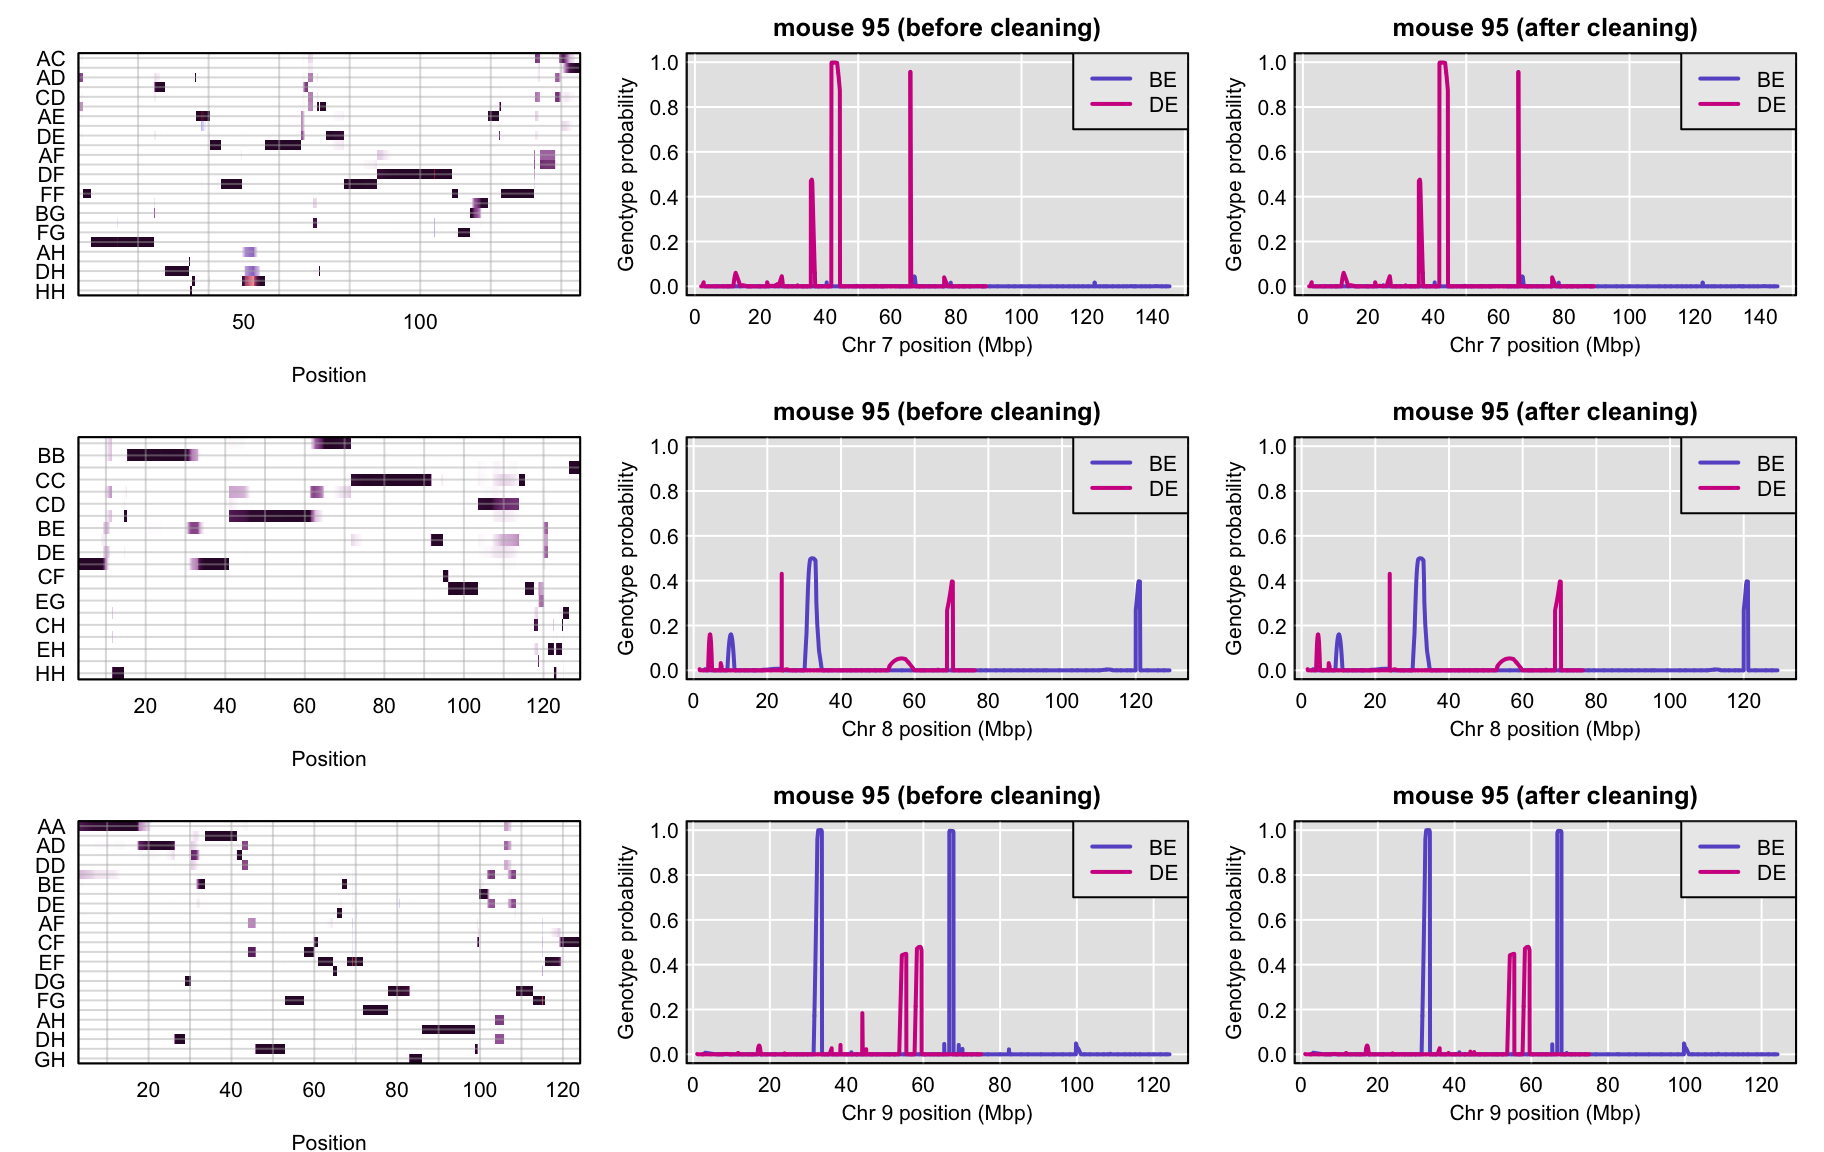 AC
AD
CD
AE
DE
AF
DF
FF
BG
FG
AH
DH
HH
50 100
Position
mouse 95 (before cleaning)
Genotype probability
1.0
0.8
0.6
0.4
0.2
0.0
BE
DE
0 20 40 60 80 100 120 140
Chr 7 position (Mbp)
mouse 95 (after cleaning)
Genotype probability
1.0
0.8
0.6
0.4
0.2
0.0
BE
DE
0 20 40 60 80 100 120 140
Chr 7 position (Mbp)
BB
CC
CD
BE
DE
CF
EG
CH
EH
HH
20 40 60 80 100 120
Position
mouse 95 (before cleaning)
Genotype probability
1.0
0.8
0.6
0.4
0.2
0.0
BE
DE
0 20 40 60 80 100 120
Chr 8 position (Mbp)
mouse 95 (after cleaning)
Genotype probability
1.0
0.8
0.6
0.4
0.2
0.0
BE
DE
0 20 40 60 80 100 120
Chr 8 position (Mbp)
AA
AD
DD
BE
DE
AF
CF
EF
DG
FG
AH
DH
GH
20 40 60 80 100 120
Position
mouse 95 (before cleaning)
Genotype probability
1.0
0.8
0.6
0.4
0.2
0.0
BE
DE
0 20 40 60 80 100 120
Chr 9 position (Mbp)
mouse 95 (after cleaning)
Genotype probability
1.0
0.8
0.6
0.4
0.2
0.0
BE
DE
0 20 40 60 80 100 120
Chr 9 position (Mbp)